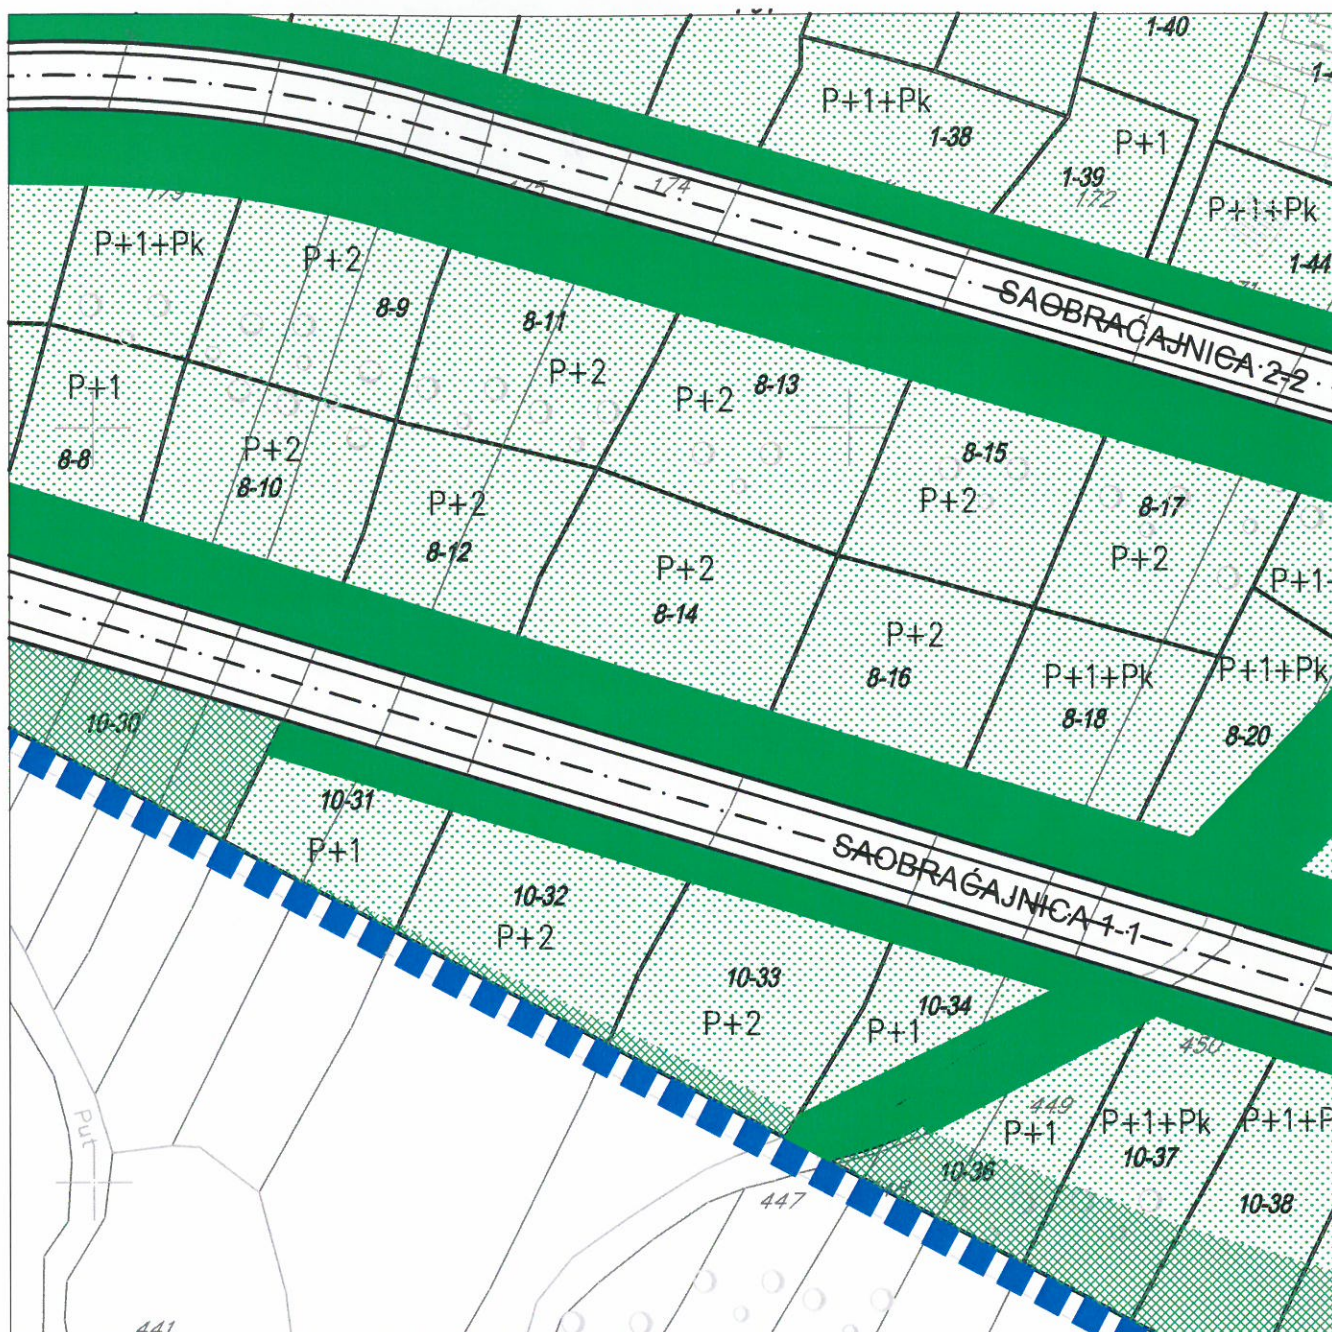 1-40
P+1+Pk
1-38
P+1
1-39
172
174
175
P+1+Pk
1-44
SAOBRAĆAJNICA 2-2
P+1+Pk
P+2
8-9
8-11
P+2
P+2
8-13
8-15
P+2
8-17
P+2
P+1
8-8
P+2
8-10
P+2
8-12
P+2
8-14
P+2
8-16
P+1+Pk
8-18
P+1+Pk
8-20
10-30
10-31
P+1
SAOBRAĆAJNICA 1-1
10-32
P+2
10-33
P+2
10-34
P+1
450
449
P+1
10-36
P+1+Pk
10-37
10-38
Put
447
441